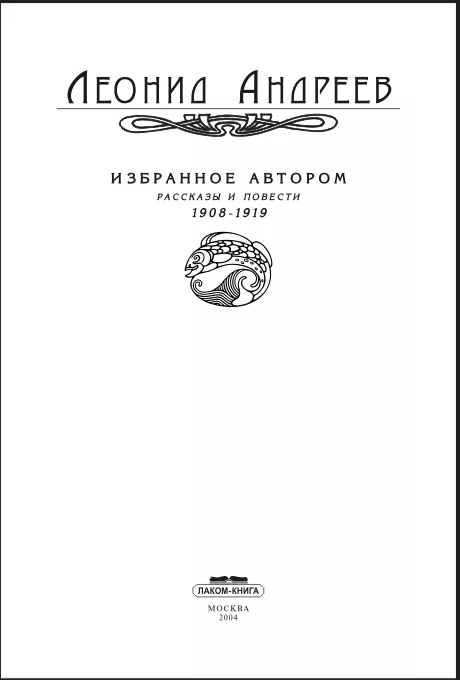 ЛЕОНИД АНДРЕЕВ
ИЗБРАННОЕ АВТОРОМ
РАССКАЗЫ И ПОВЕСТИ
1908-1919
ЛАКОМ-КНИГА
МОСКВА
2004